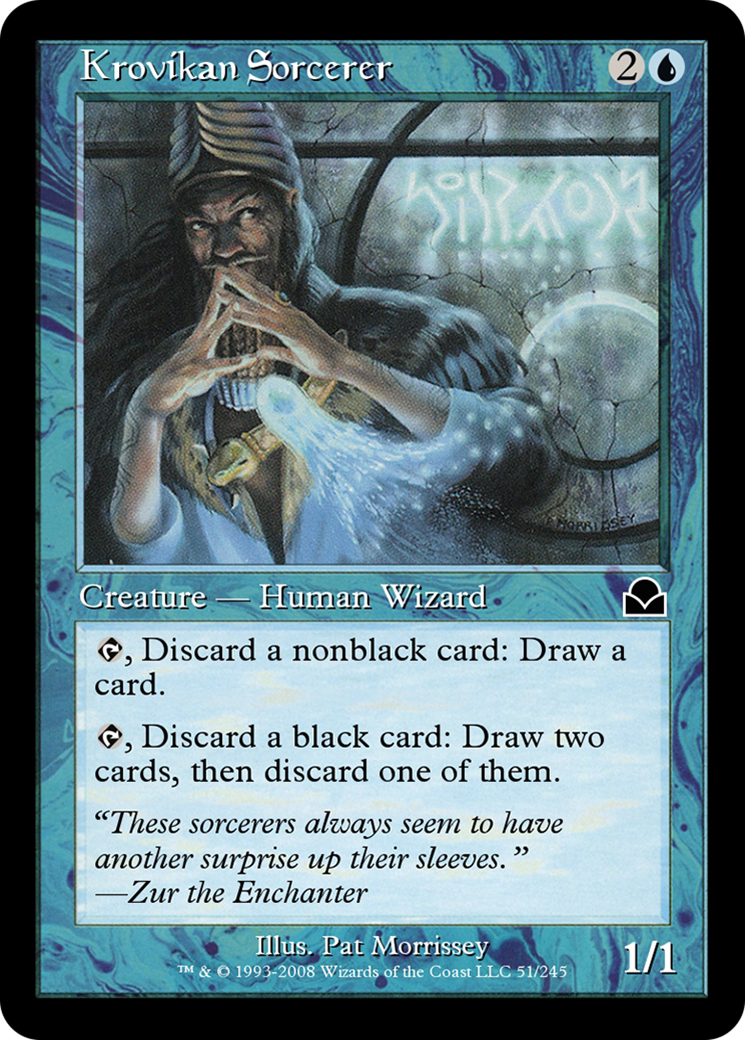 Krovikan Sorcerer 2
P. MORRISSEY
Creature — Human Wizard
, Discard a nonblack card: Draw a
card.
, Discard a black card: Draw two
cards, then discard one of them.
“These sorcerers always seem to have
another surprise up their sleeves.”
—Zur the Enchanter
Illus. Pat Morrissey
1/1
™ & © 1993-2008 Wizards of the Coast LLC 51/245